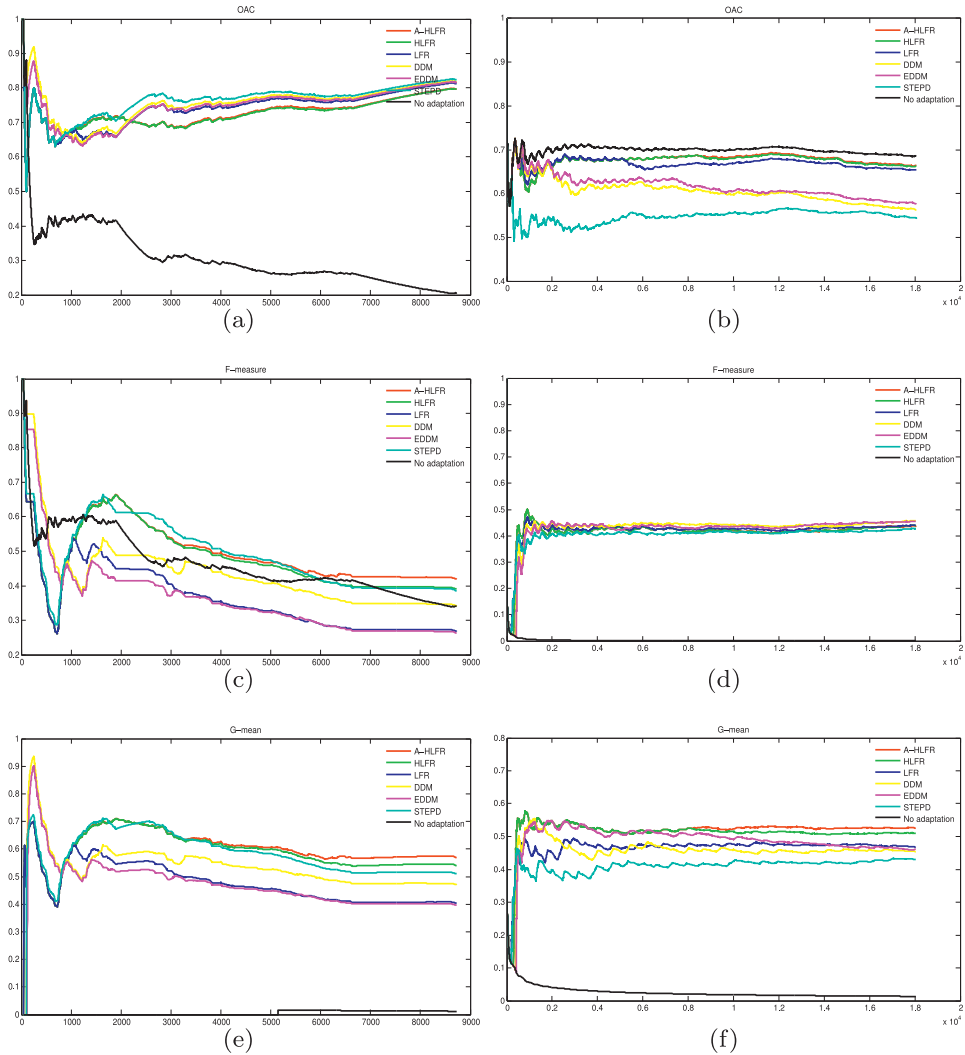 OAC
1
0.9
0.8
0.7
0.6
0.5
0.4
0.3
0.2
0 1000 2000 3000 4000 5000 6000 7000 8000 9000
A−HLFR
HLFR
LFR
DDM
EDDM
STEPD
No adaptation
(a)
OAC
1
0.9
0.8
0.7
0.6
0.5
0.4
0 0.2 0.4 0.6 0.8 1 1.2 1.4 1.6 1.8 2
x 10⁴
A−HLFR
HLFR
LFR
DDM
EDDM
STEPD
No adaptation
(b)
F−measure
1
0.9
0.8
0.7
0.6
0.5
0.4
0.3
0.2
0 1000 2000 3000 4000 5000 6000 7000 8000 9000
A−HLFR
HLFR
LFR
DDM
EDDM
STEPD
No adaptation
(c)
F−measure
1
0.9
0.8
0.7
0.6
0.5
0.4
0.3
0.2
0.1
0
0 0.2 0.4 0.6 0.8 1 1.2 1.4 1.6 1.8 2
x 10⁴
A−HLFR
HLFR
LFR
DDM
EDDM
STEPD
No adaptation
(d)
G−mean
1
0.9
0.8
0.7
0.6
0.5
0.4
0.3
0.2
0.1
0
0 1000 2000 3000 4000 5000 6000 7000 8000 9000
A−HLFR
HLFR
LFR
DDM
EDDM
STEPD
No adaptation
(e)
G−mean
0.8
0.7
0.6
0.5
0.4
0.3
0.2
0.1
0
0 0.2 0.4 0.6 0.8 1 1.2 1.4 1.6 1.8 2
x 10⁴
A−HLFR
HLFR
LFR
DDM
EDDM
STEPD
No adaptation
(f)